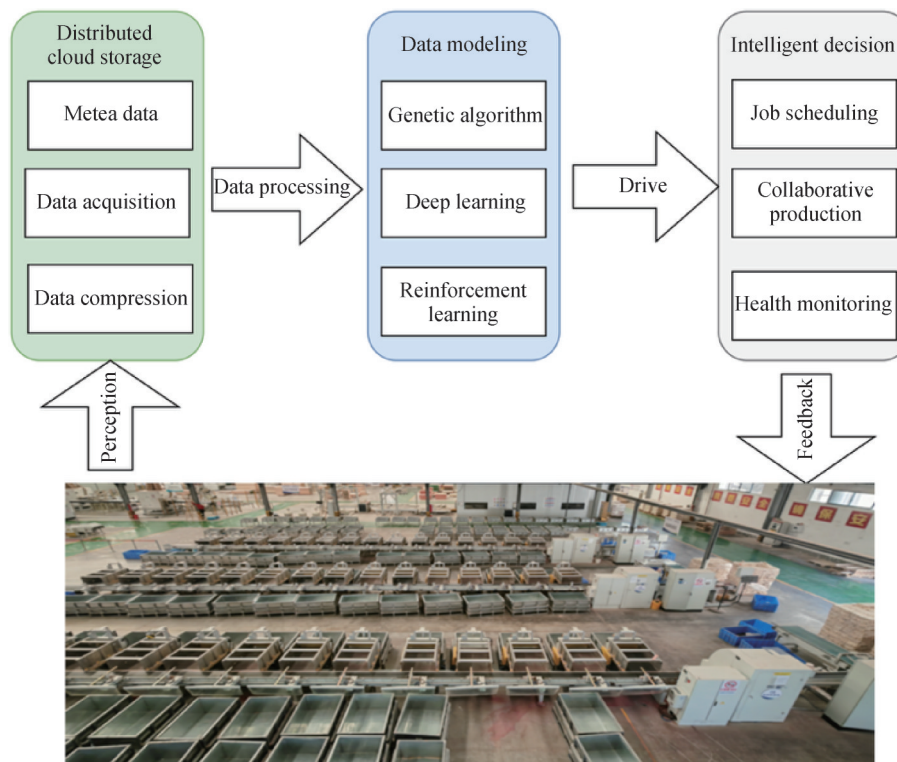 Distributed
cloud storage
Metea data
Data acquisition
Data compression
Data processing
Data modeling
Genetic algorithm
Deep learning
Reinforcement
learning
Drive
Intelligent decision
Job scheduling
Collaborative
production
Health monitoring
Perception
Feedback